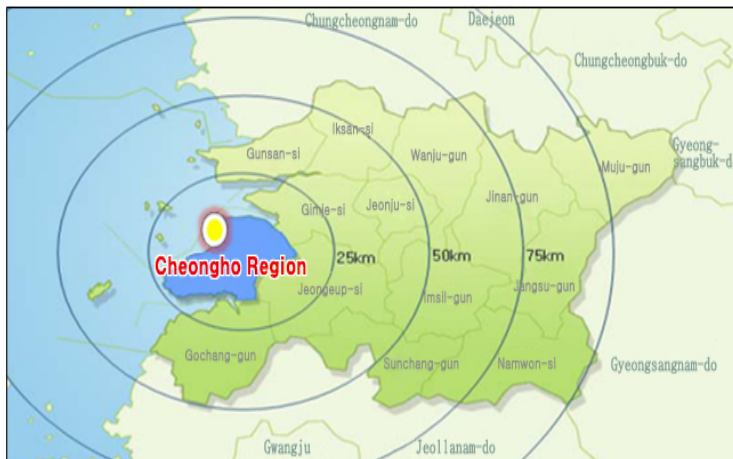 Chungcheongnam-do
Daejeon
Chungcheongbuk-do
Iksan-si
Gunsan-si
Wanju-gun
Gyeong-
sangbuk-do
Muju-gun
Jinan-gun
Gimje-si
Jeonju-si
Cheongho Region
25km
50km
75km
Jeongeup-si
Imsil-gun
Jangsu-gun
Gochang-gun
Sunchang-gun
Namwon-si
Gyeongsangnam-do
Gwangju
Jeollanam-do